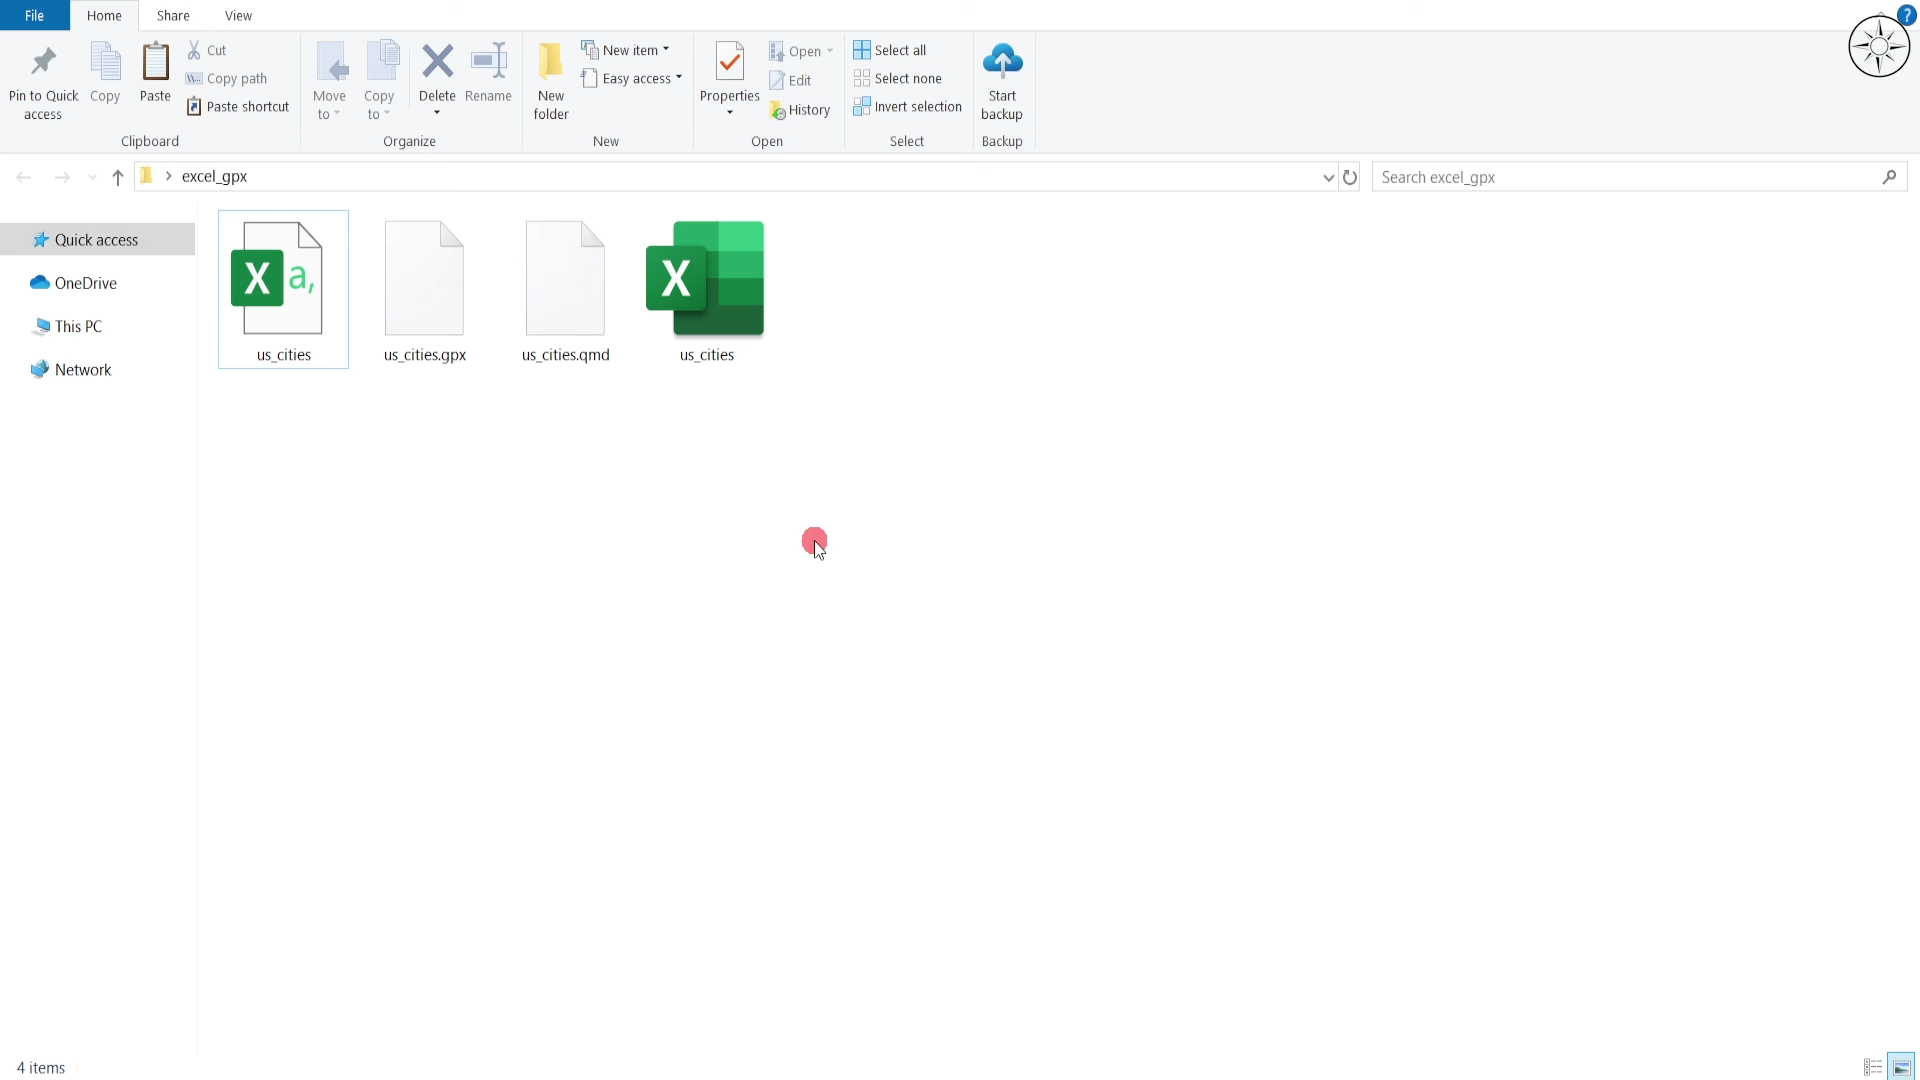 File
Home
Share
View
?
Pin to Quick
access
Copy
Paste
Cut
Copy path
Paste shortcut
Clipboard
Move
to
Copy
to
Delete
Rename
Organize
New
folder
New item
Easy access
New
Properties
Open
Edit
History
Open
Select all
Select none
Invert selection
Select
Start
backup
Backup
excel_gpx
Search excel_gpx
Quick access
OneDrive
This PC
Network
X a,
us_cities
us_cities.gpx
us_cities.qmd
X
us_cities
4 items